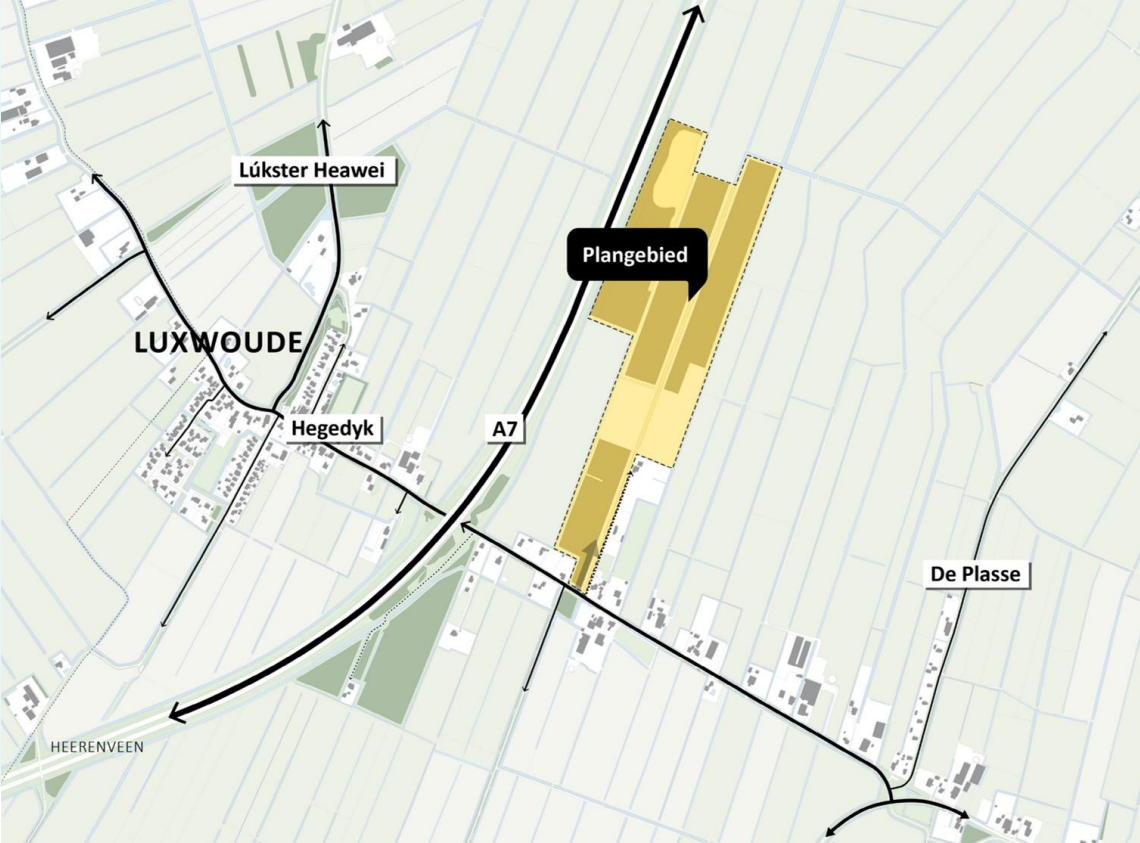 Lúkster Heawei
Plangebied
LUXWOUDE
Hegedyk
A7
De Plasse
HEERENVEEN